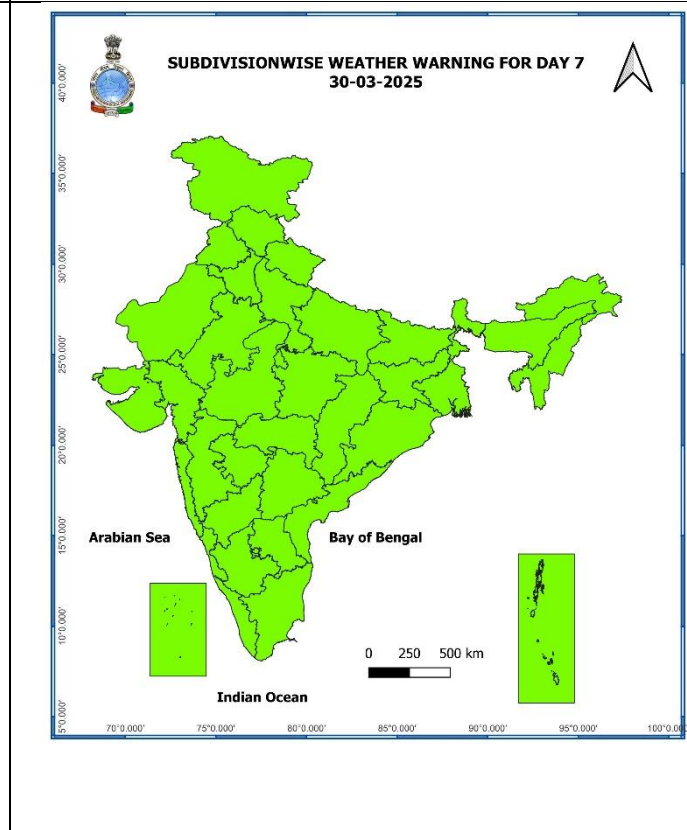 SUBDIVISIONWISE WEATHER WARNING FOR DAY 7
30-03-2025
40°0.000'
35°0.000'
30°0.000'
25°0.000'
20°0.000'
15°0.000'
10°0.000'
5°0.000'
Arabian Sea
Bay of Bengal
0 250 500 km
Indian Ocean
70°0.000' 75°0.000' 80°0.000' 85°0.000' 90°0.000' 95°0.000' 100°0.00